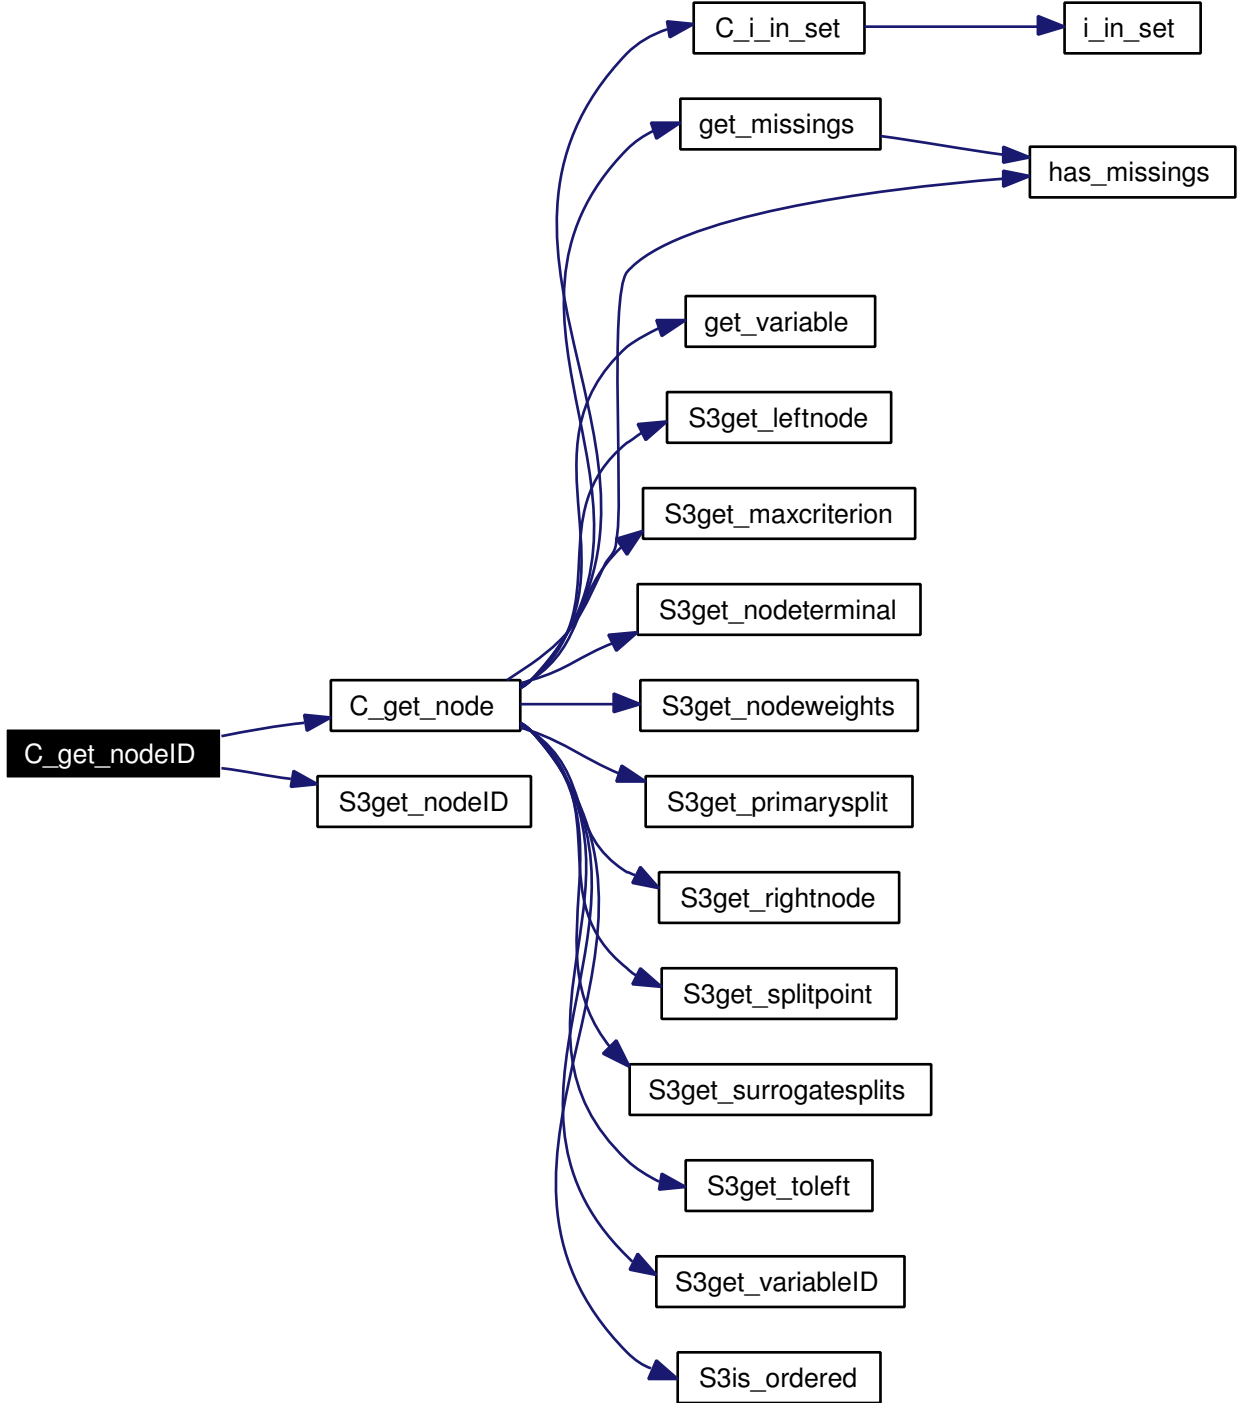 C_i_in_set
i_in_set
get_missings
has_missings
get_variable
S3get_leftnode
S3get_maxcriterion
S3get_nodeterminal
C_get_node
S3get_nodeweights
C_get_nodeID
S3get_nodeID
S3get_primarysplit
S3get_rightnode
S3get_splitpoint
S3get_surrogatesplits
S3get_toleft
S3get_variableID
S3is_ordered